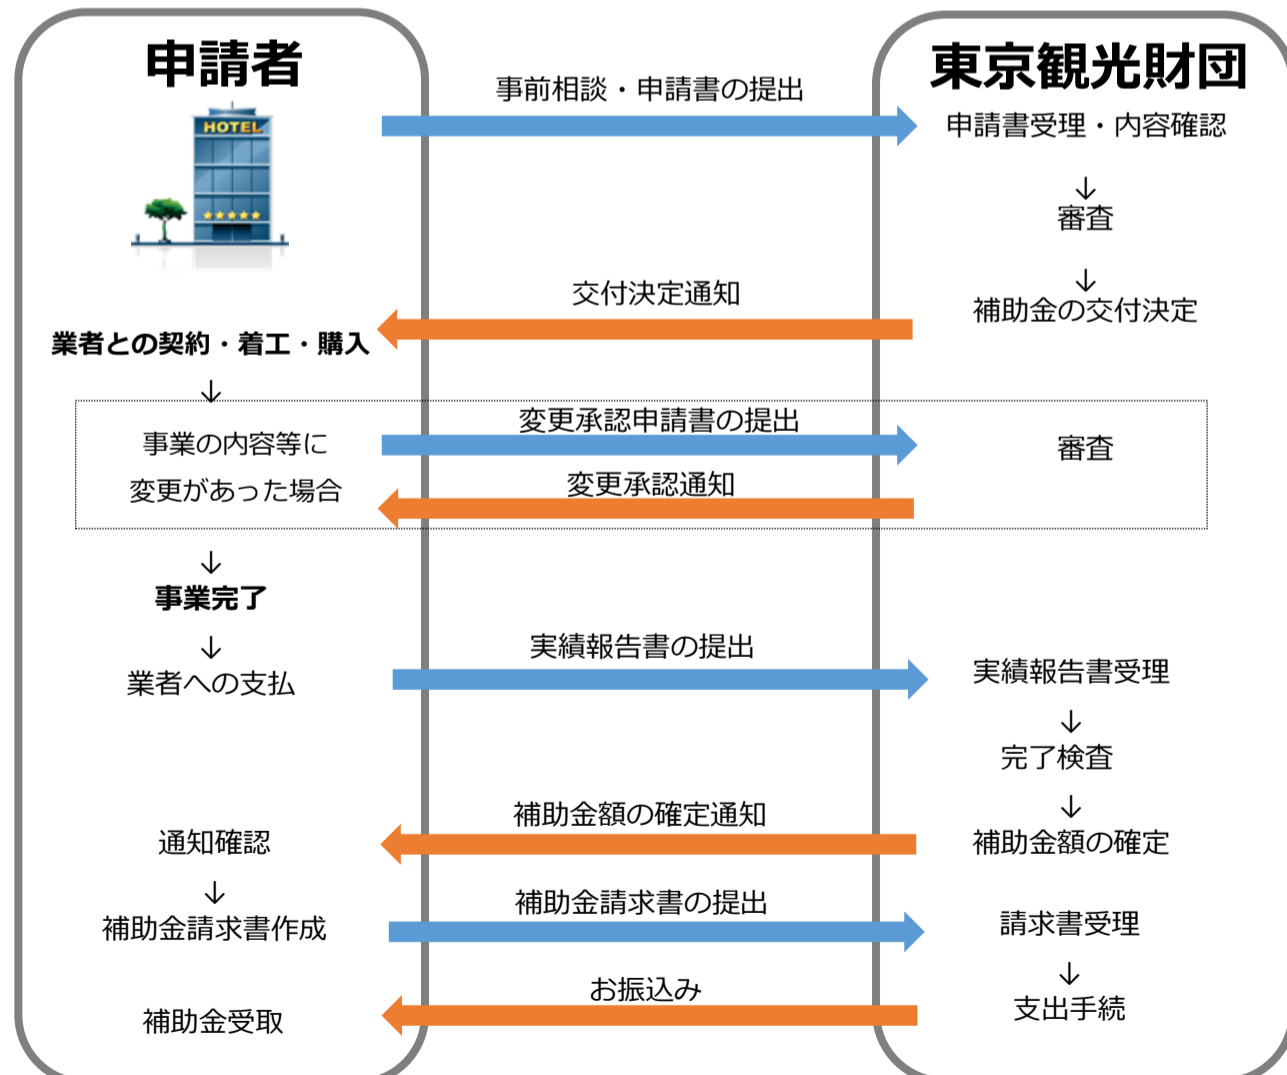 申請者
東京観光財団
HOTEL
事前相談・申請書の提出
申請書受理・内容確認
↓
審査
↓
補助金の交付決定
交付決定通知
業者との契約・着工・購入
↓
変更承認申請書の提出
事業の内容等に
変更があった場合
審査
変更承認通知
↓
事業完了
↓
業者への支払
実績報告書の提出
実績報告書受理
↓
完了検査
↓
補助金額の確定
補助金額の確定通知
通知確認
↓
補助金請求書作成
補助金請求書の提出
請求書受理
↓
支出手続
お振込み
補助金受取